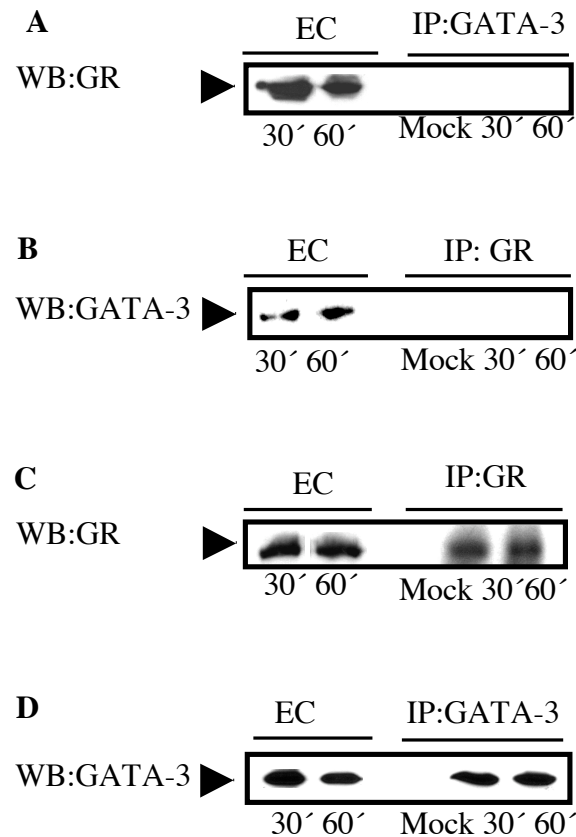 A
EC IP:GATA-3
WB:GR
30´ 60´ Mock 30´ 60´
B
EC IP: GR
WB:GATA-3
30´ 60´ Mock 30´ 60´
C
EC IP:GR
WB:GR
30´ 60´ Mock 30´60´
D
EC IP:GATA-3
WB:GATA-3
30´ 60´ Mock 30´ 60´